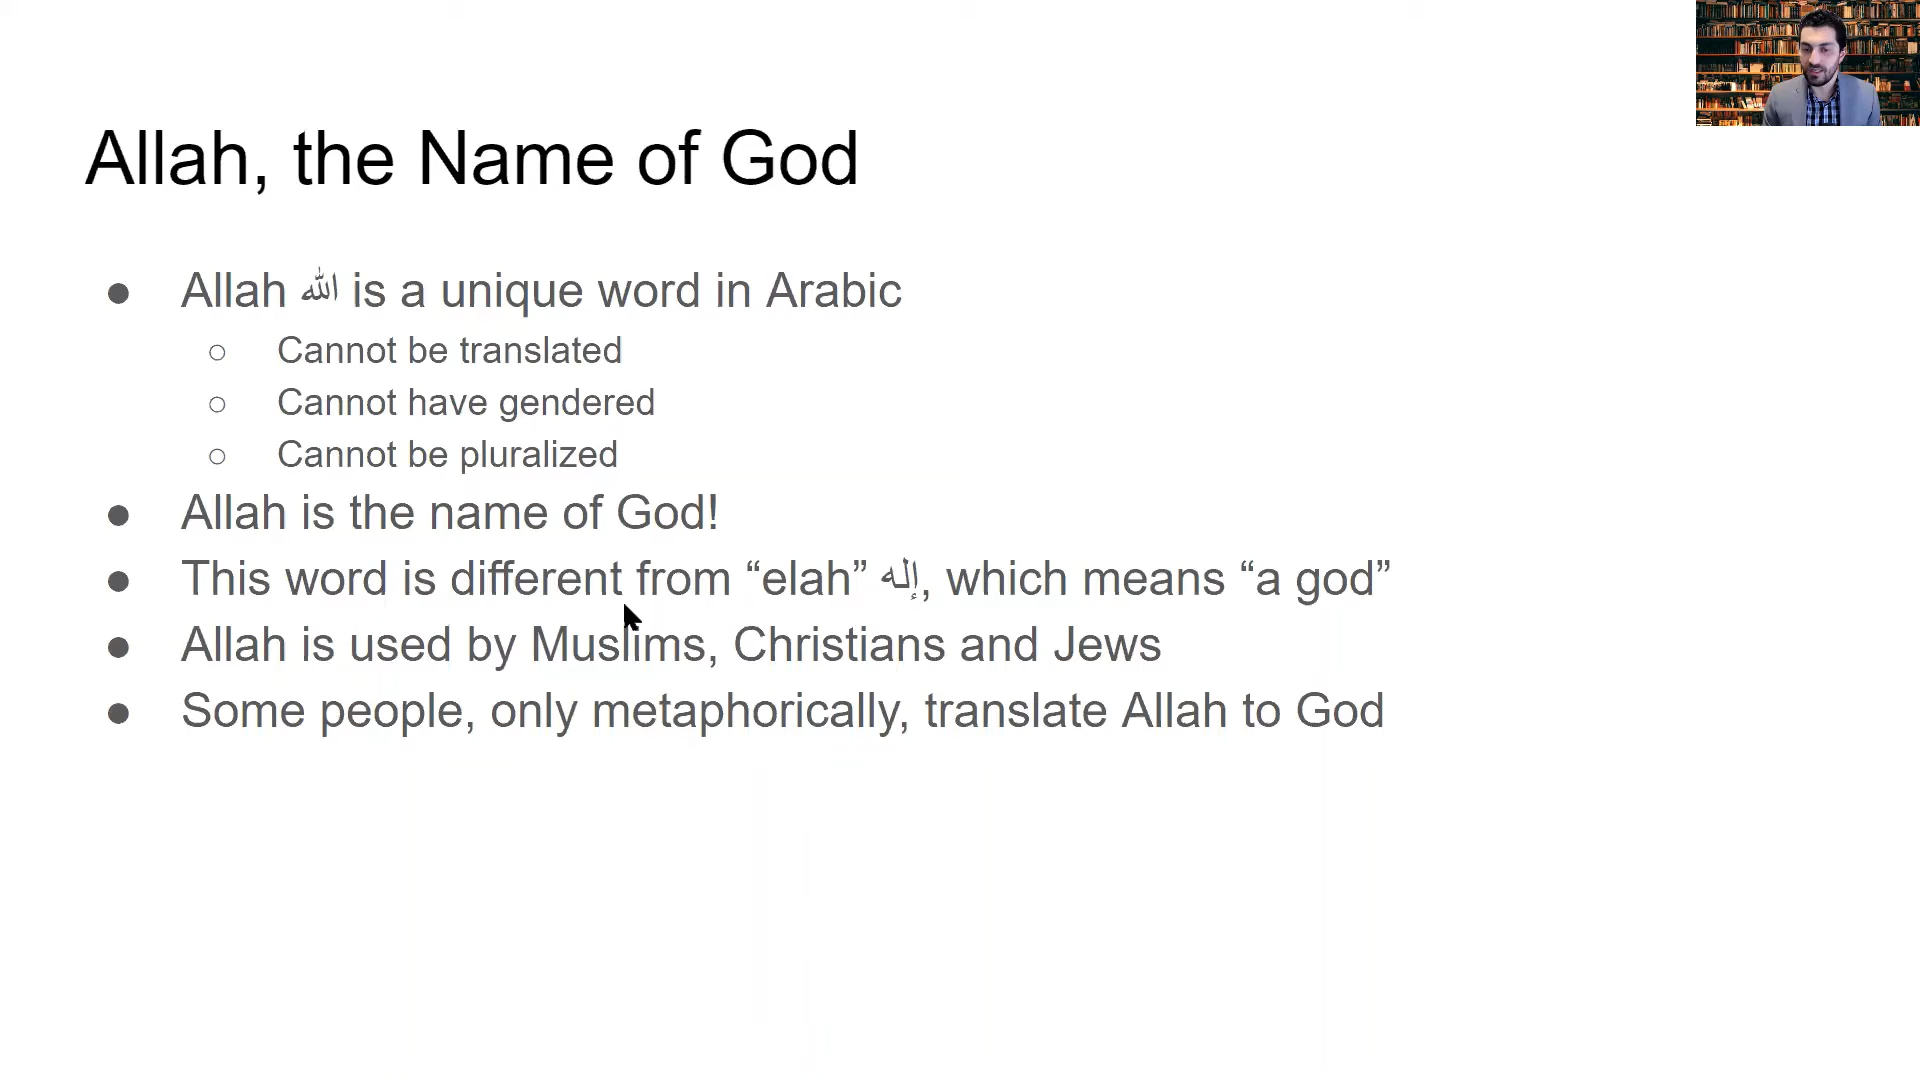 Allah, the Name of God
● Allah الله is a unique word in Arabic
○ Cannot be translated
○ Cannot have gendered
○ Cannot be pluralized
● Allah is the name of God!
● This word is different from “elah” إله, which means “a god”
● Allah is used by Muslims, Christians and Jews
● Some people, only metaphorically, translate Allah to God